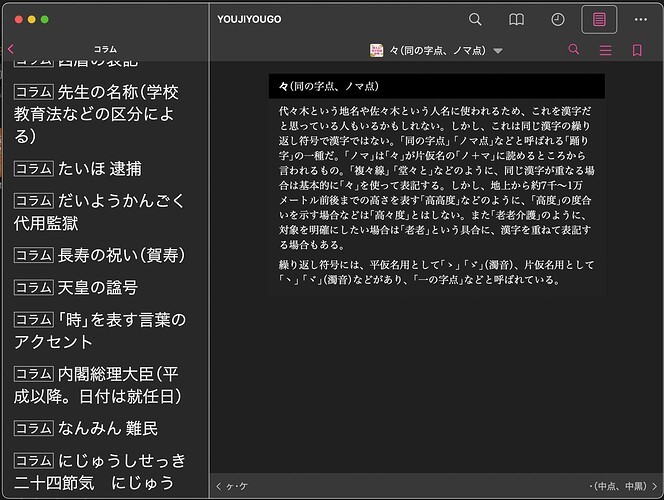 YOUJIYOUGO
コラム
々(同の字点、ノマ点)
コラム 先生の名称(学校
教育法などの区分によ
る)
コラム たいほ 逮捕
コラム だいようかんごく
代用監獄
コラム 長寿の祝い(賀寿)
コラム 天皇の諡号
コラム 「時」を表す言葉の
アクセント
コラム 内閣総理大臣(平
成以降。日付は就任日)
コラム なんみん 難民
コラム にじゅうしせっき
二十四節気 にじゅう
々(同の字点、ノマ点)
代々木という地名や佐々木という人名に使われるため、これを漢字だ
と思っている人もいるかもしれない。しかし、これは同じ漢字の繰り
返し符号で漢字ではない。「同の字点」「ノマ点」などと呼ばれる「踊り
字」の一種だ。「ノマ」は「々」が片仮名の「ノ+マ」に読めるところから
言われるもの。「複々線」「堂々と」などのように、同じ漢字が重なる場
合は基本的に「々」を使って表記する。しかし、地上から約7千〜1万
メートル前後までの高さを表す「高高度」などのように、「高度」の度合
いを示す場合などは「高々度」とはしない。また「老老介護」のように、
対象を明確にしたい場合は「老老」という具合に、漢字を重ねて表記す
る場合もある。
繰り返し符号には、平仮名用として「ゝ」「ゞ」(濁音)、片仮名用として
「ヽ」「ヾ」(濁音)などがあり、「一の字点」などと呼ばれている。
ヶ・ケ
・(中点、中黒)